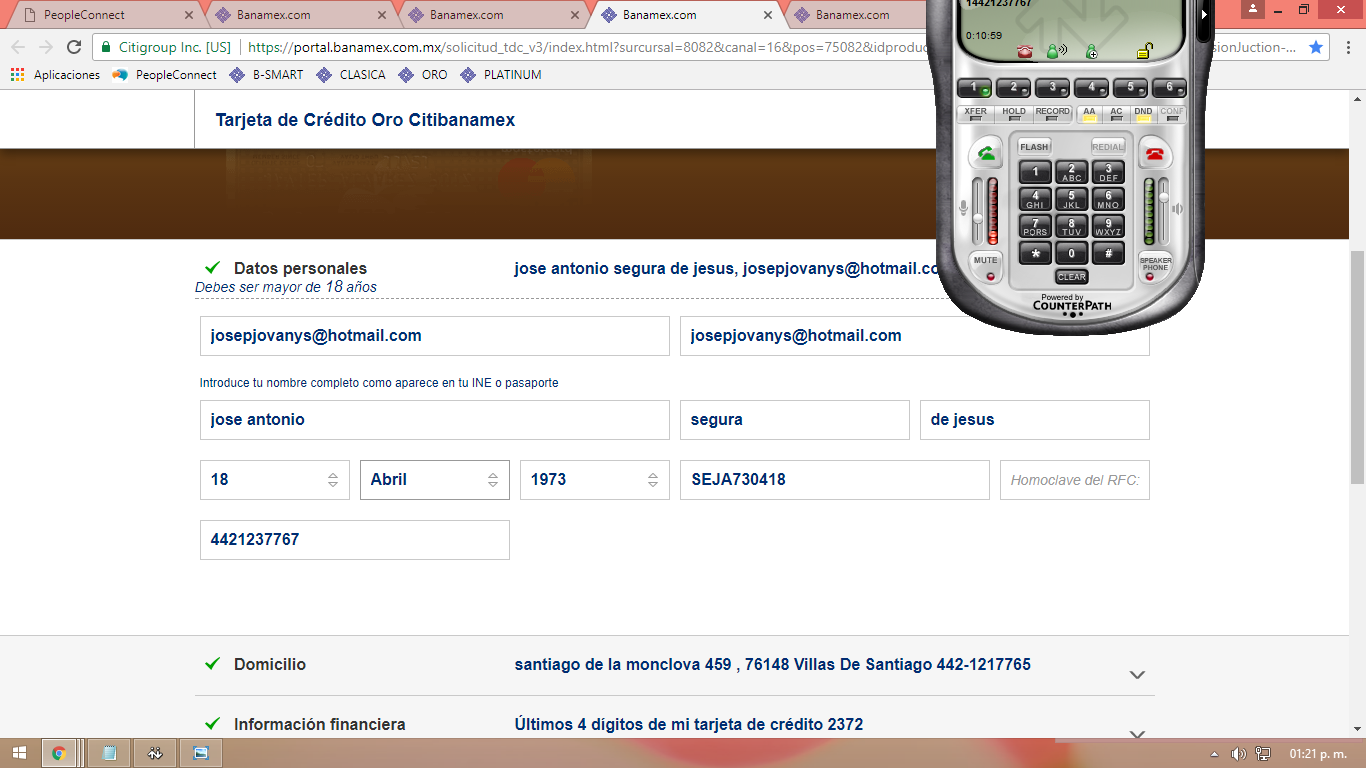 PeopleConnect
Banamex.com
Banamex.com
Banamex.com
Banamex.com
14421237767
0:10:59
Citigroup Inc. [US]
https://portal.banamex.com.mx/solicitud_tdc_v3/index.html?sursursal=8082&canal=16&pss=75082&idproduc
Aplicaciones PeopleConnect B-SMART CLASICA ORO PLATINUM
1 2 3 4 5 6
XFER HOLD RECORD AA AC DND CONF
FLASH REDIAL
1 2 ABC 3 DEF
4 GHI 5 JKL 6 MNO
7 PQRS 8 TUV 9 WXYZ
* 0 #
MUTE CLEAR SPEAKER PHONE
Powered by
COUNTERPATH
Tarjeta de Crédito Oro Citibanamex
Datos personales jose antonio segura de jesus, josepjovanys@hotmail.co
Debes ser mayor de 18 años
josepjovanys@hotmail.com josepjovanys@hotmail.com
Introduce tu nombre completo como aparece en tu INE o pasaporte
jose antonio segura de jesus
18 Abril 1973 SEJA730418 Homoclave del RFC:
4421237767
Domicilio santiago de la monclova 459 , 76148 Villas De Santiago 442-1217765
Información financiera Últimos 4 dígitos de mi tarjeta de crédito 2372
01:21 p. m.